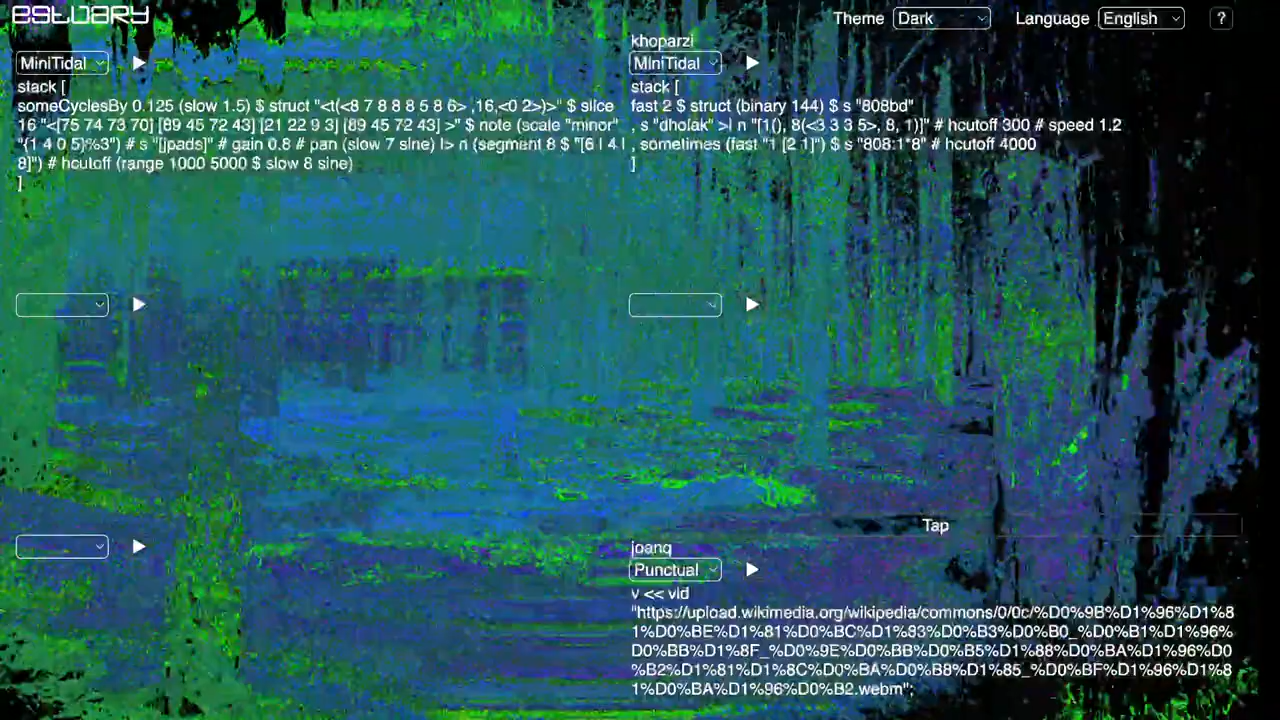 estuary
Theme Dark Language English ?
MiniTidal
stack [
someCyclesBy 0.125 (slow 1.5) $ struct "<t(<8 7 8 8 8 5 8 6> ,16,<0 2>)>" $ slice
16 "<[75 74 73 70] [89 45 72 43] [21 22 9 3] [89 45 72 43] >" $ note (scale "minor"
"{1 4 0 5}%3") # s "[jpads]" # gain 0.8 # pan (slow 7 sine) |> n (segment 8 $ "[6 | 4 |
8]") # hcutoff (range 1000 5000 $ slow 8 sine)
]
khoparzi
MiniTidal
stack [
fast 2 $ struct (binary 144) $ s "808bd"
, s "dholak" >| n "[1(), 8(<3 3 3 5>, 8, 1)]" # hcutoff 300 # speed 1.2
, sometimes (fast "1 [2 1]") $ s "808:1*8" # hcutoff 4000
]
Tap
joanq
Punctual
v << vid
"https://upload.wikimedia.org/wikipedia/commons/0/0c/%D0%9B%D1%96%D1%8
1%D0%BE%D1%81%D0%BC%D1%83%D0%B3%D0%B0_%D0%B1%D1%96%
D0%BB%D1%8F_%D0%9E%D0%BB%D0%B5%D1%88%D0%BA%D1%96%D0
%B2%D1%81%D1%8C%D0%BA%D0%B8%D1%85_%D0%BF%D1%96%D1%8
1%D0%BA%D1%96%D0%B2.webm";